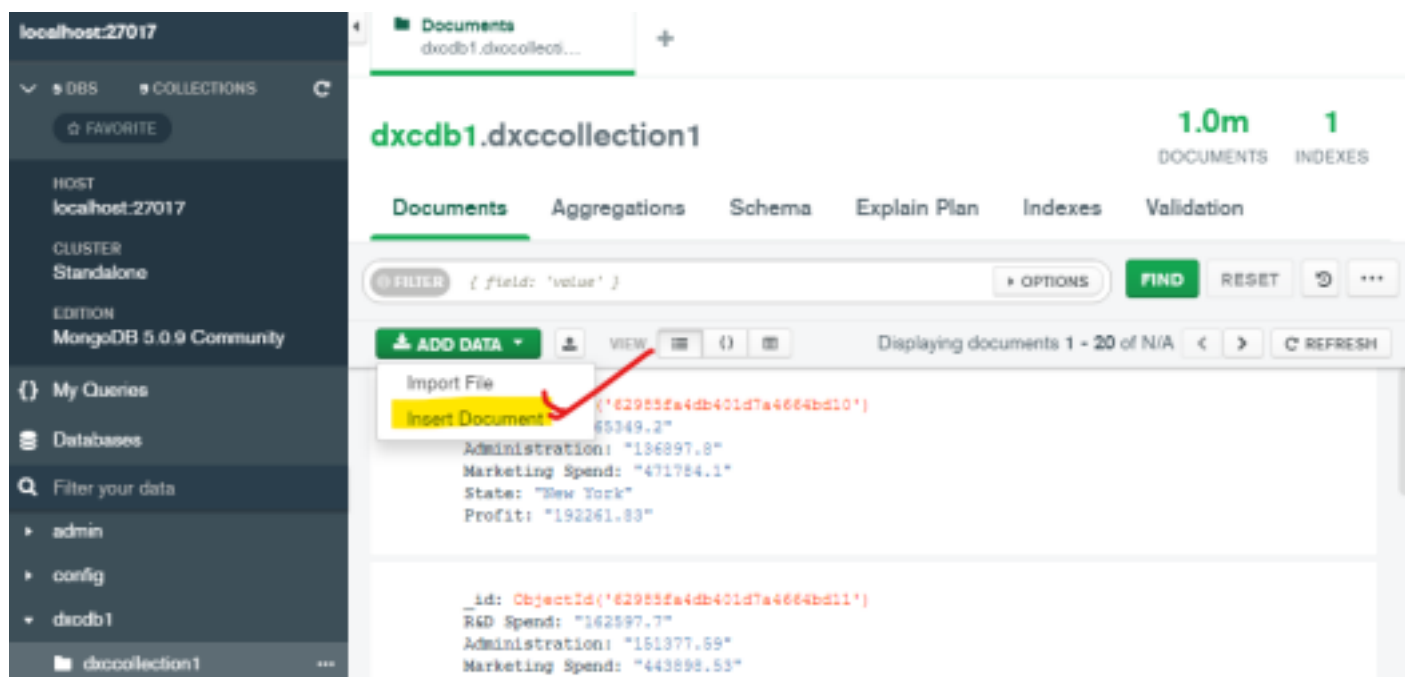 localhost:27017
DBS COLLECTIONS
FAVORITE
HOST
localhost:27017
CLUSTER
Standalone
EDITION
MongoDB 5.0.9 Community
{} My Queries
Databases
Filter your data
admin
config
dxcdb1
dxccollection1 ...
Documents
dxcdb1.dxccollecti...
+
dxcdb1.dxccollection1
1.0m
DOCUMENTS
1
INDEXES
Documents Aggregations Schema Explain Plan Indexes Validation
FILTER { field: 'value' } OPTIONS FIND RESET ...
ADD DATA VIEW {} Displaying documents 1 - 20 of N/A < > REFRESH
Import File
Insert Document
('62985fa4db401d7a4664bd10')
65349.2"
Administration: "136897.8"
Marketing Spend: "471784.1"
State: "New York"
Profit: "192261.83"
_id: ObjectId('62985fa4db401d7a4664bd11')
R&D Spend: "162597.7"
Administration: "151377.59"
Marketing Spend: "443898.53"